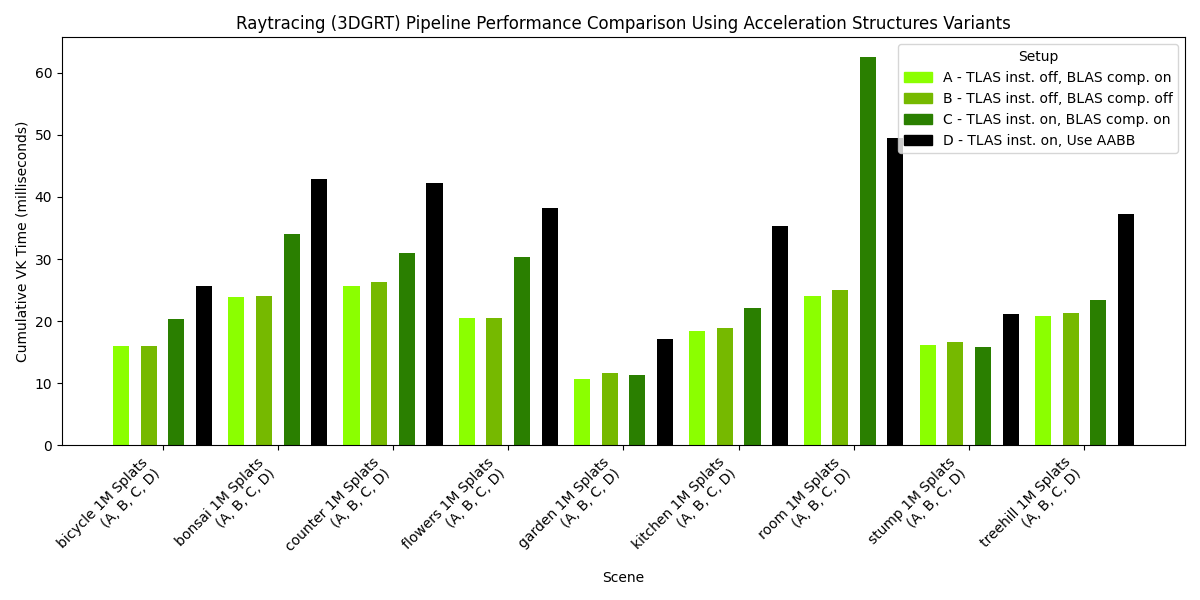 Raytracing (3DGRT) Pipeline Performance Comparison Using Acceleration Structures Variants
Setup
A - TLAS inst. off, BLAS comp. on
B - TLAS inst. off, BLAS comp. off
C - TLAS inst. on, BLAS comp. on
D - TLAS inst. on, Use AABB
Cumulative VK Time (milliseconds)
60
50
40
30
20
10
0
bicycle 1M Splats
(A, B, C, D)
bonsai 1M Splats
(A, B, C, D)
counter 1M Splats
(A, B, C, D)
flowers 1M Splats
(A, B, C, D)
garden 1M Splats
(A, B, C, D)
kitchen 1M Splats
(A, B, C, D)
room 1M Splats
(A, B, C, D)
stump 1M Splats
(A, B, C, D)
treehill 1M Splats
(A, B, C, D)
Scene